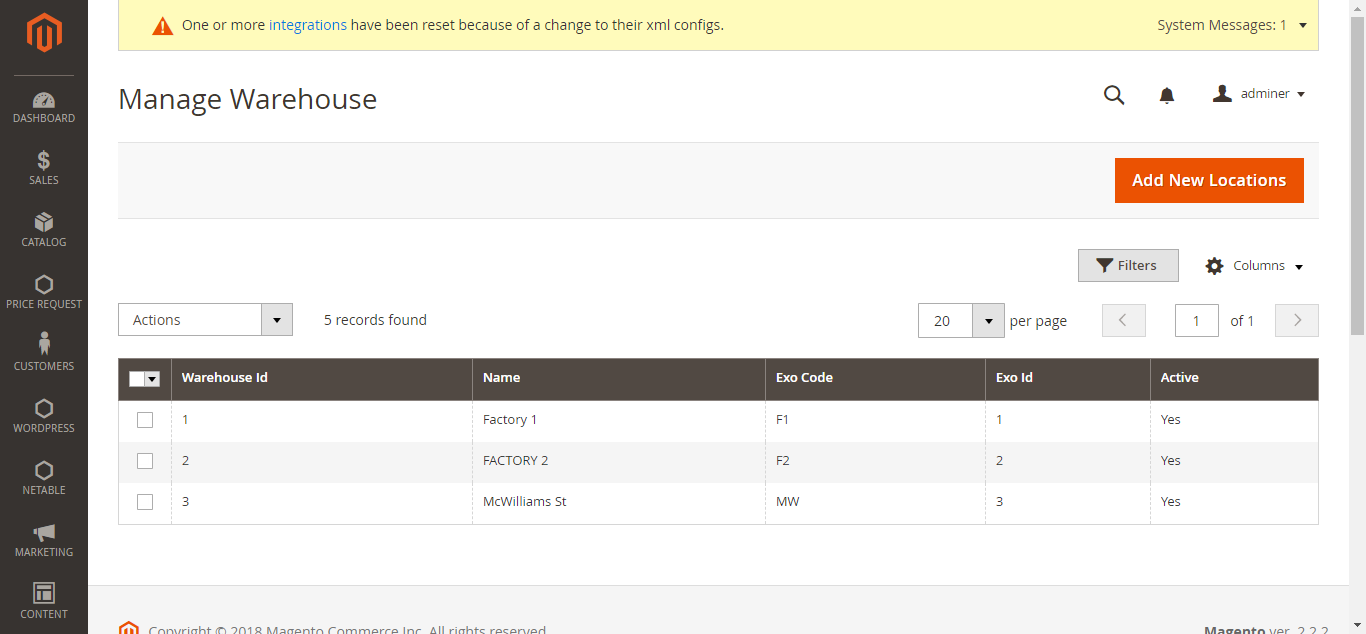 One or more integrations have been reset because of a change to their xml configs.
System Messages: 1
Manage Warehouse
adminer
DASHBOARD
SALES
CATALOG
PRICE REQUEST
CUSTOMERS
WORDPRESS
NETABLE
MARKETING
CONTENT
Add New Locations
Filters
Columns
Actions
5 records found
20 per page
1 of 1
Warehouse Id Name Exo Code Exo Id Active
1 Factory 1 F1 1 Yes
2 FACTORY 2 F2 2 Yes
3 McWilliams St MW 3 Yes
Copyright © 2018 Magento Commerce Inc. All rights reserved.
Magento ver. 2.2.2